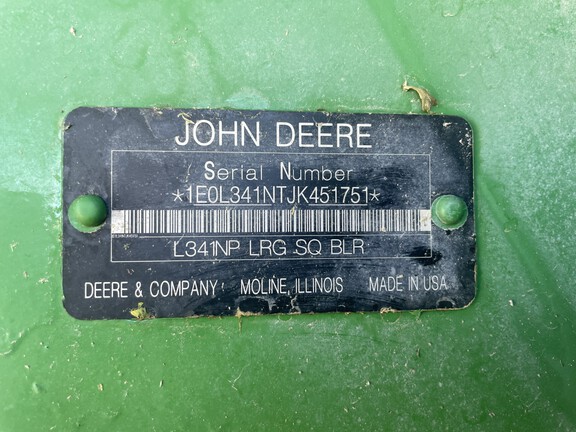 JOHN DEERE
Serial Number
*1E0L341NTJK451751*
L341NP LRG SQ BLR
DEERE & COMPANY MOLINE, ILLINOIS MADE IN USA